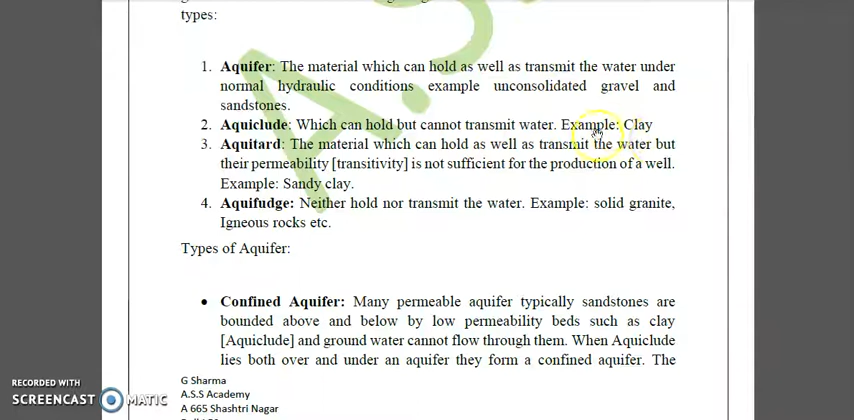 types:
1. Aquifer: The material which can hold as well as transmit the water under
normal hydraulic conditions example unconsolidated gravel and
sandstones.
2. Aquiclude: Which can hold but cannot transmit water. Example: Clay
3. Aquitard: The material which can hold as well as transmit the water but
their permeability [transitivity] is not sufficient for the production of a well.
Example: Sandy clay.
4. Aquifudge: Neither hold nor transmit the water. Example: solid granite,
Igneous rocks etc.
Types of Aquifer:
• Confined Aquifer: Many permeable aquifer typically sandstones are
bounded above and below by low permeability beds such as clay
[Aquiclude] and ground water cannot flow through them. When Aquiclude
lies both over and under an aquifer they form a confined aquifer. The
G Sharma
A.S.S Academy
A 665 Shashtri Nagar
RECORDED WITH
SCREENCAST MATIC
A.S